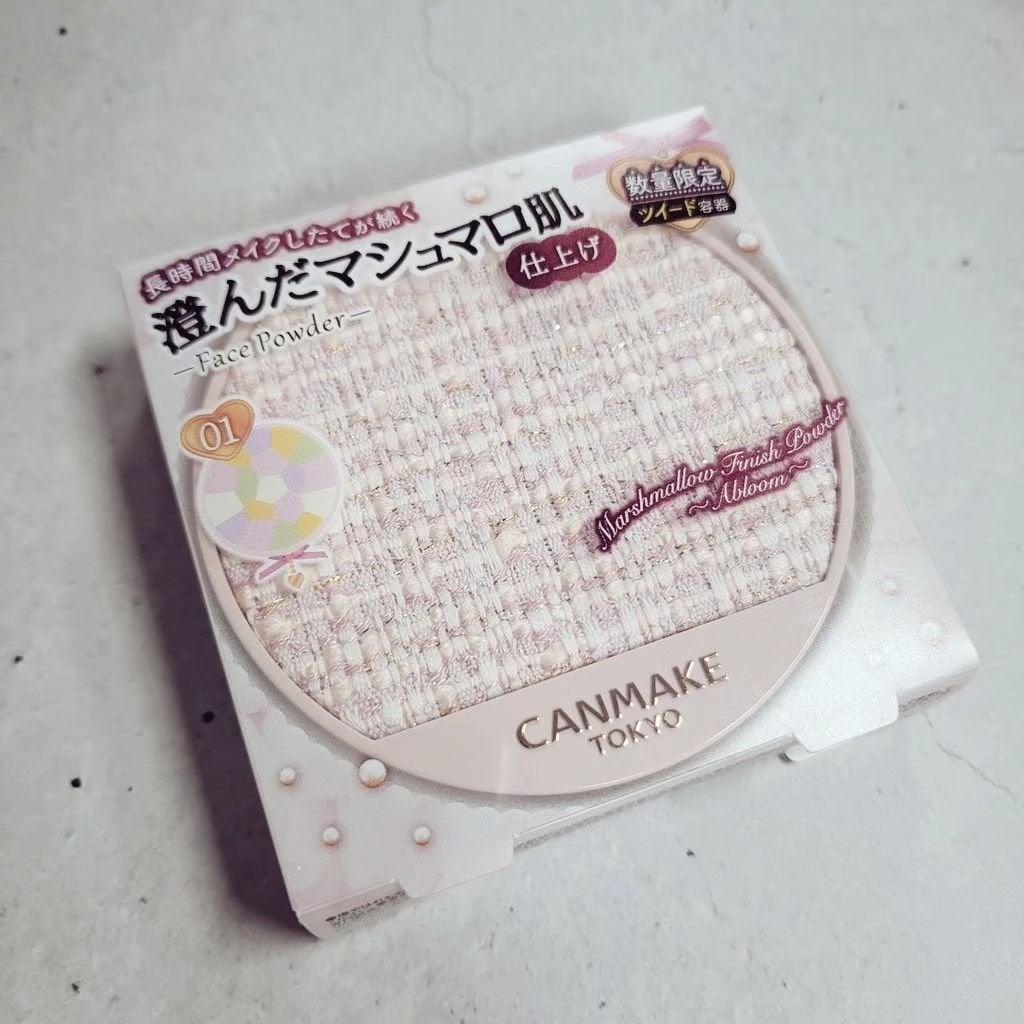 数量限定
ツイード容器
長時間メイクしたてが続く
澄んだマシュマロ肌
仕上げ
―Face Powder―
01
Marshmallow Finish Powder
～Abloom～
CANMAKE
TOKYO